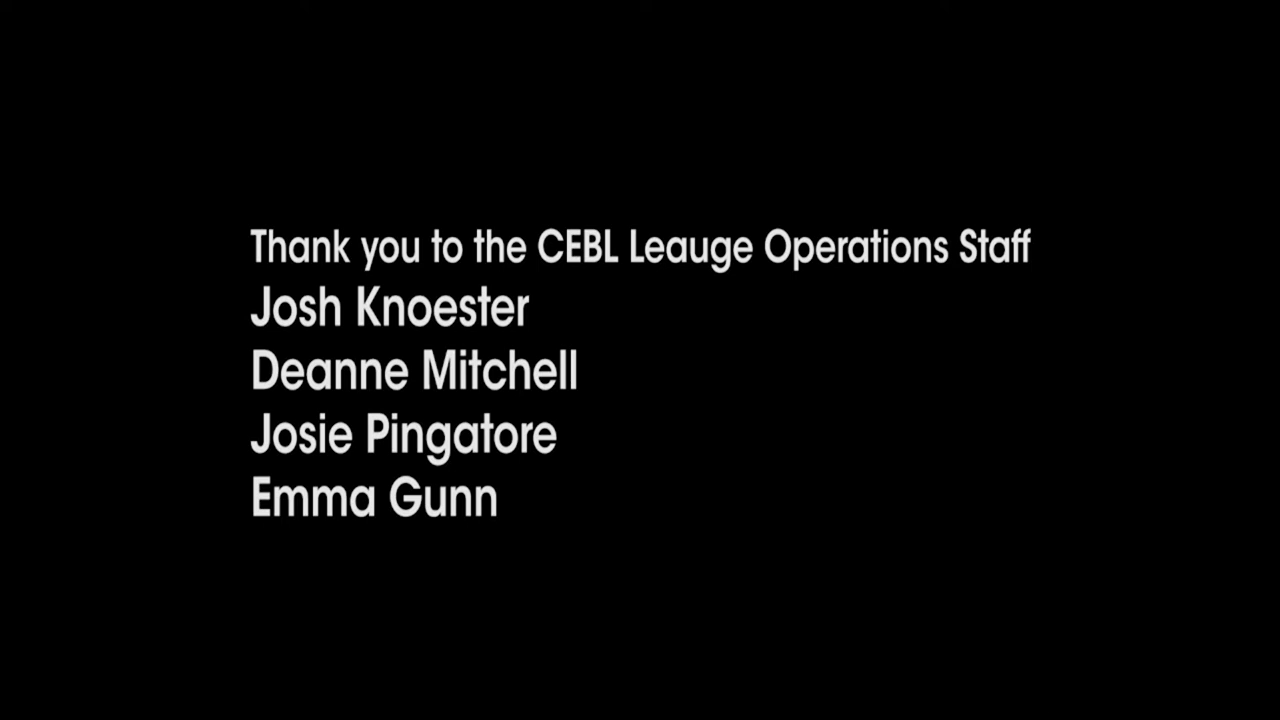 Thank you to the CEBL Leauge Operations Staff
Josh Knoester
Deanne Mitchell
Josie Pingatore
Emma Gunn